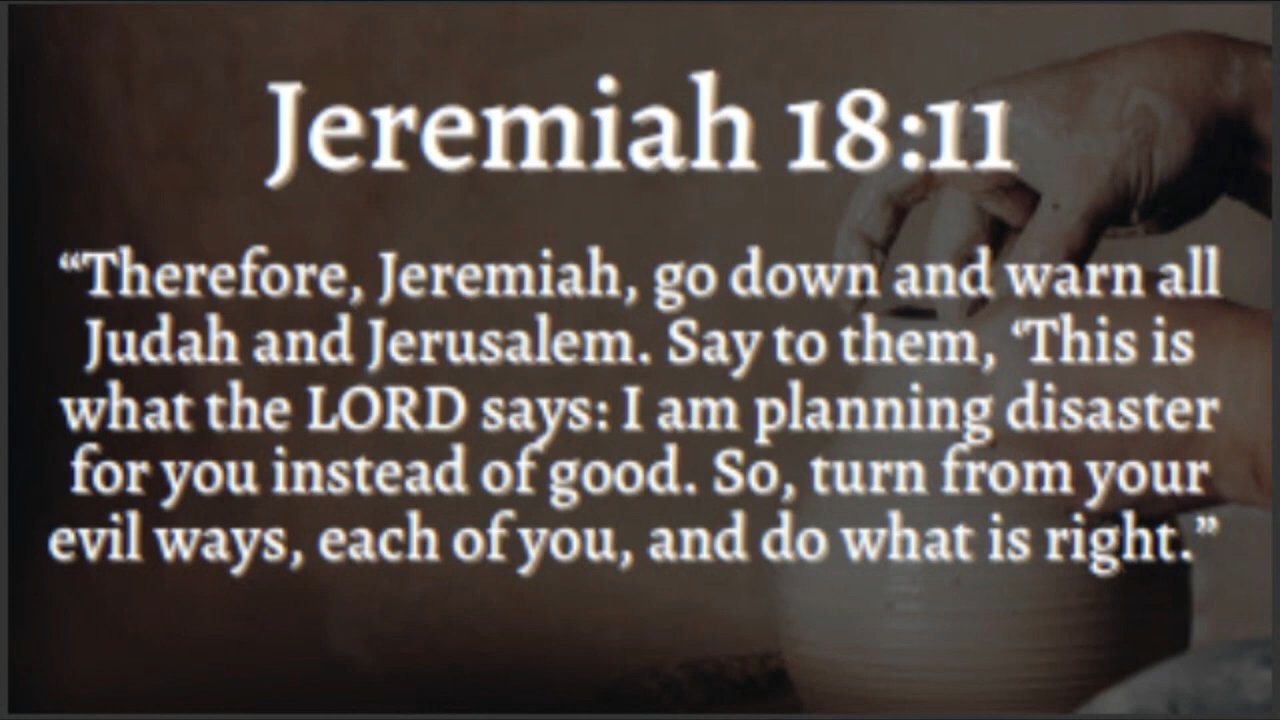 Jeremiah 18:11
“Therefore, Jeremiah, go down and warn all
Judah and Jerusalem. Say to them, ‘This is
what the LORD says: I am planning disaster
for you instead of good. So, turn from your
evil ways, each of you, and do what is right.”